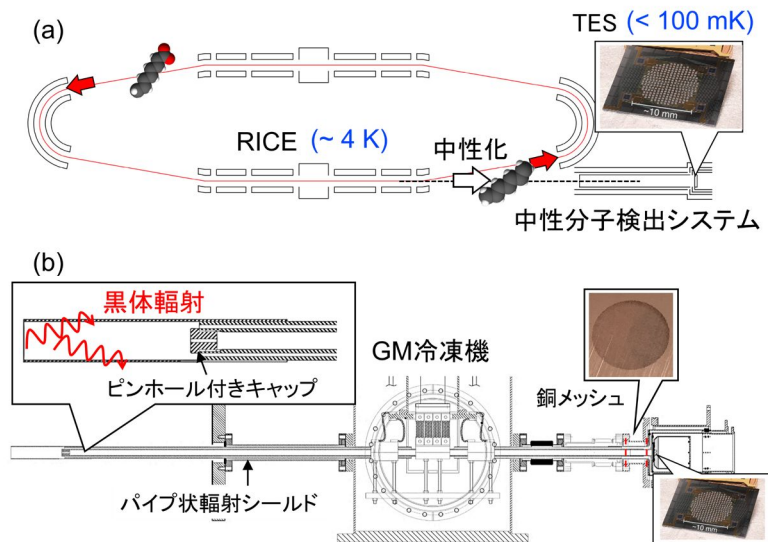 (a)
TES (< 100 mK)
~10 mm
RICE (~ 4 K)
中性化
中性分子検出システム
(b)
黒体輻射
ピンホール付きキャップ
GM冷凍機
銅メッシュ
パイプ状輻射シールド
~10 mm